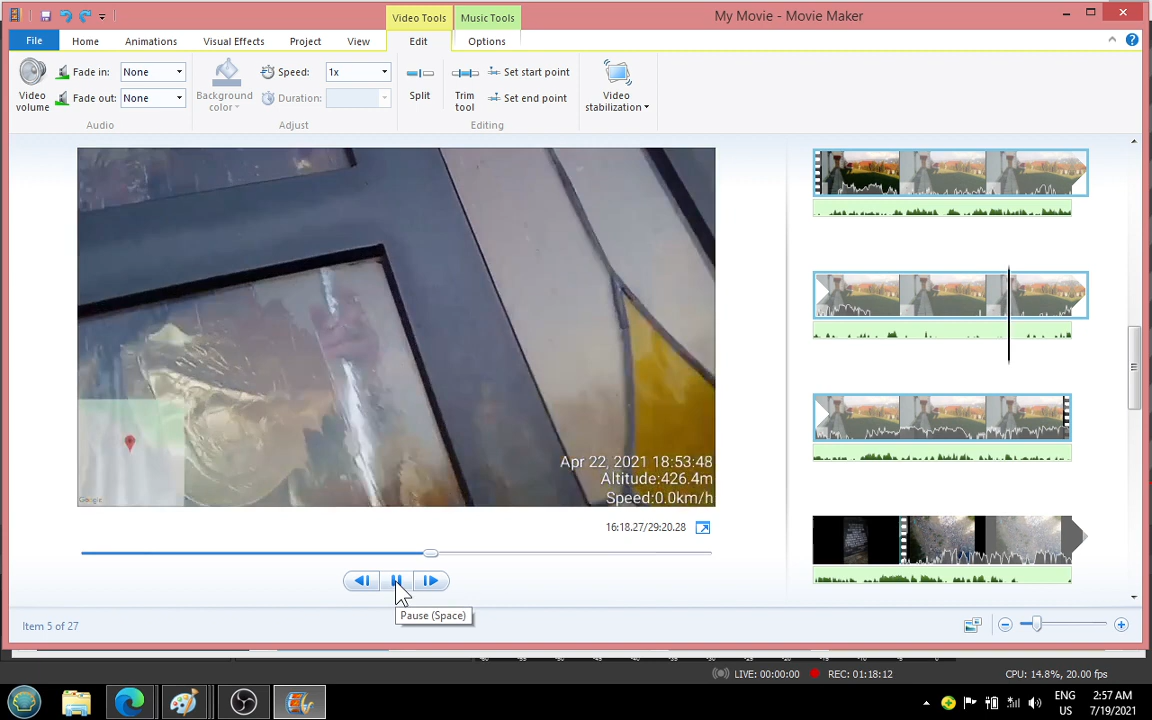 Video Tools
Music Tools
My Movie - Movie Maker
File
Home
Animations
Visual Effects
Project
View
Edit
Options
Video volume
Fade in:
None
Fade out:
None
Audio
Background color
Speed:
1x
Duration:
Adjust
Split
Trim tool
Set start point
Set end point
Editing
Video stabilization
Apr 22, 2021 18:53:48
Altitude:426.4m
Speed:0.0km/h
Google
16:18.27/29:20.28
Pause (Space)
Item 5 of 27
LIVE: 00:00:00
REC: 01:18:12
CPU: 14.8%, 20.00 fps
ENG
US
2:57 AM
7/19/2021